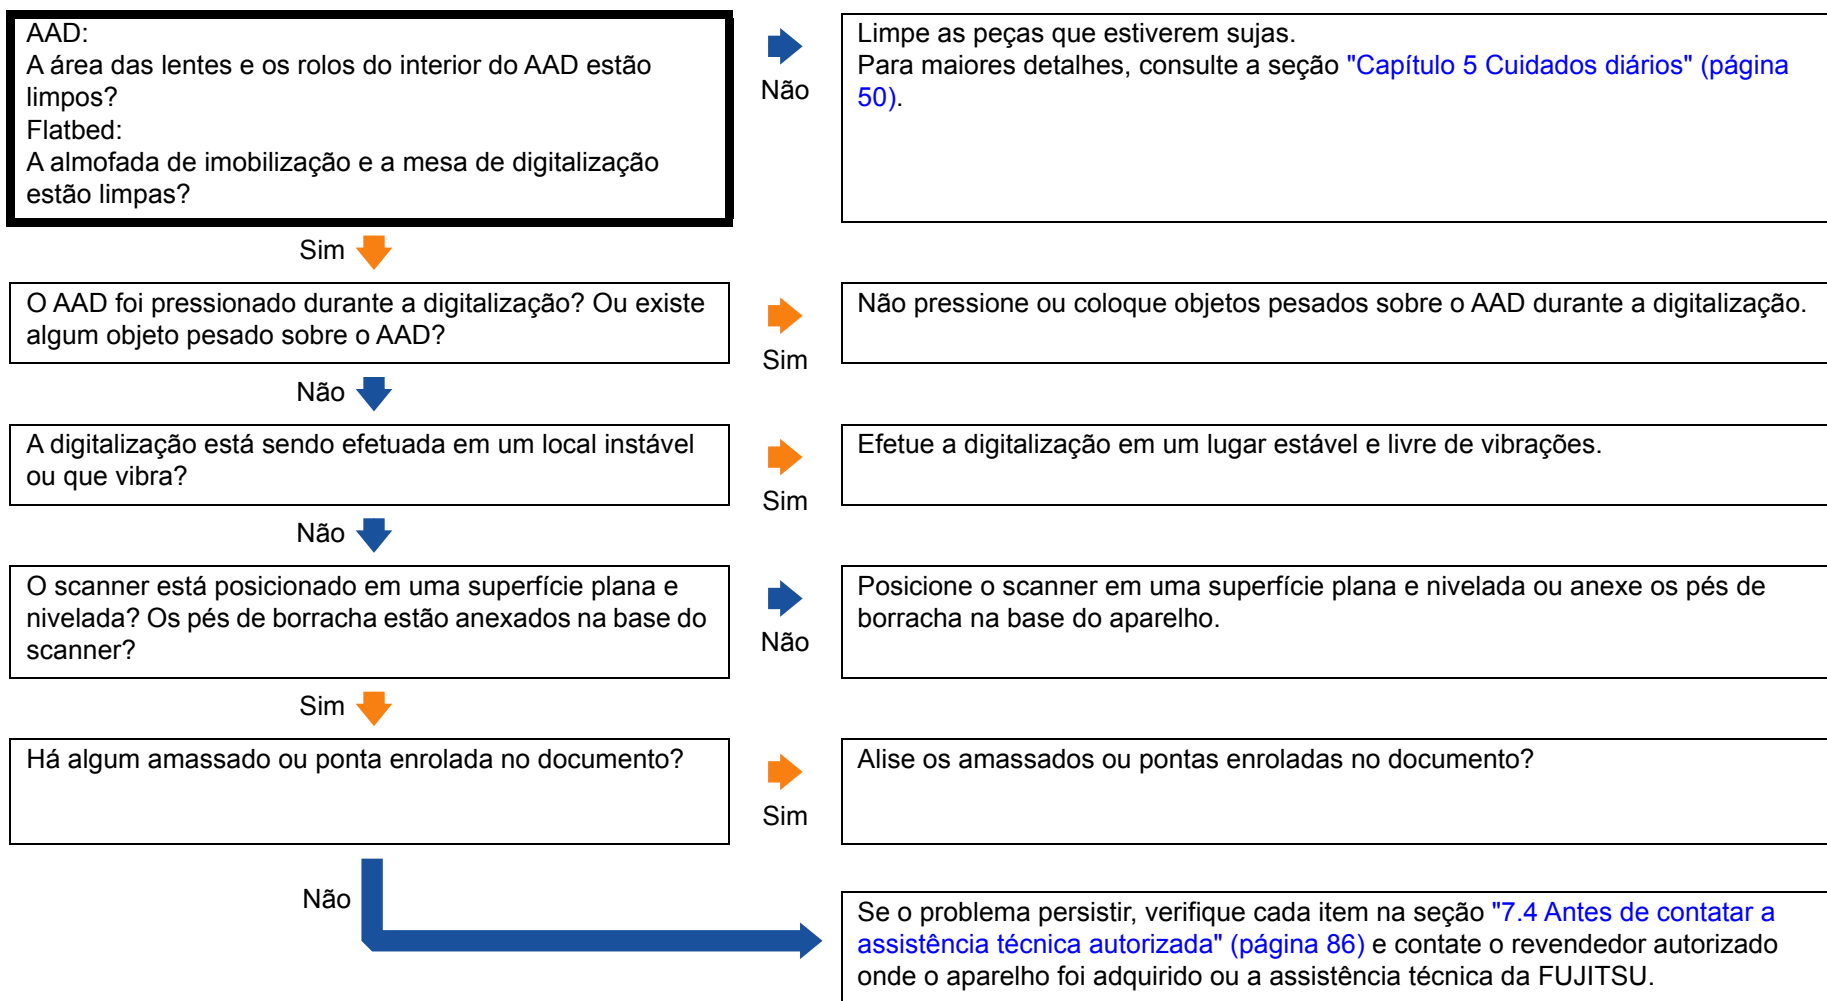 AAD:
A área das lentes e os rolos do interior do AAD estão
limpos?
Flatbed:
A almofada de imobilização e a mesa de digitalização
estão limpas?
Não
Limpe as peças que estiverem sujas.
Para maiores detalhes, consulte a seção "Capítulo 5 Cuidados diários" (página
50).
Sim
O AAD foi pressionado durante a digitalização? Ou existe
algum objeto pesado sobre o AAD?
Sim
Não pressione ou coloque objetos pesados sobre o AAD durante a digitalização.
Não
A digitalização está sendo efetuada em um local instável
ou que vibra?
Sim
Efetue a digitalização em um lugar estável e livre de vibrações.
Não
O scanner está posicionado em uma superfície plana e
nivelada? Os pés de borracha estão anexados na base do
scanner?
Não
Posicione o scanner em uma superfície plana e nivelada ou anexe os pés de
borracha na base do aparelho.
Sim
Há algum amassado ou ponta enrolada no documento?
Sim
Alise os amassados ou pontas enroladas no documento?
Não
Se o problema persistir, verifique cada item na seção "7.4 Antes de contatar a
assistência técnica autorizada" (página 86) e contate o revendedor autorizado
onde o aparelho foi adquirido ou a assistência técnica da FUJITSU.